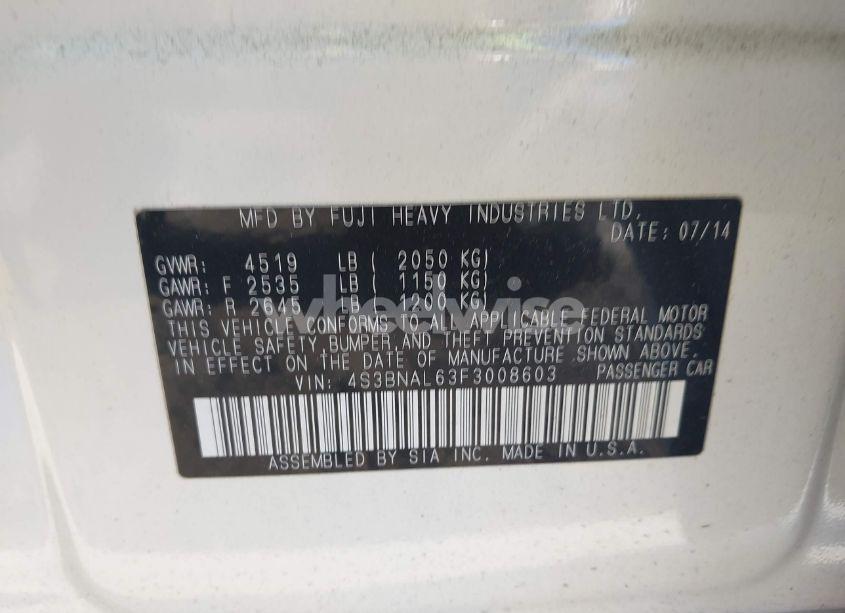 MFD BY FUJI HEAVY INDUSTRIES LTD.
DATE: 07/14
GVWR: 4519 LB ( 2050 KG)
GAWR: F 2535 LB ( 1150 KG)
GAWR: R 2645 LB ( 1200 KG)
wheelwise
THIS VEHICLE CONFORMS TO ALL APPLICABLE FEDERAL MOTOR
VEHICLE SAFETY, BUMPER, AND THEFT PREVENTION STANDARDS
IN EFFECT ON THE DATE OF MANUFACTURE SHOWN ABOVE.
VIN: 4S3BNAL63F3008603 PASSENGER CAR
ASSEMBLED BY SIA INC. MADE IN U.S.A.